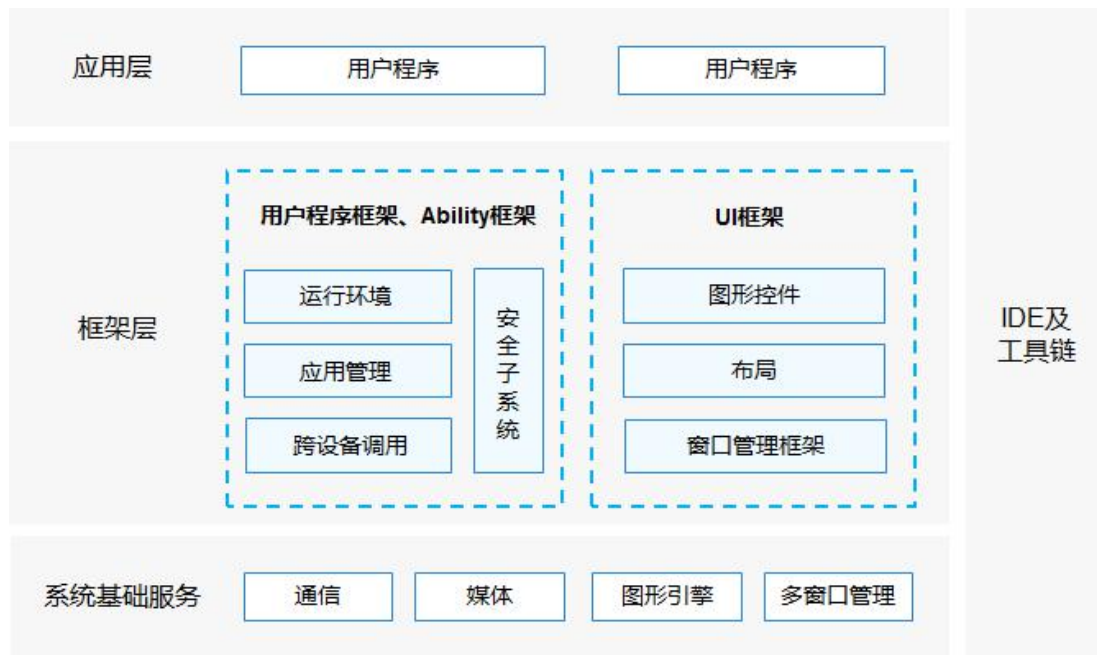 应用层
用户程序
用户程序
框架层
用户程序框架、Ability框架
运行环境
应用管理
跨设备调用
安全子系统
UI框架
图形控件
布局
窗口管理框架
系统基础服务
通信
媒体
图形引擎
多窗口管理
IDE及
工具链